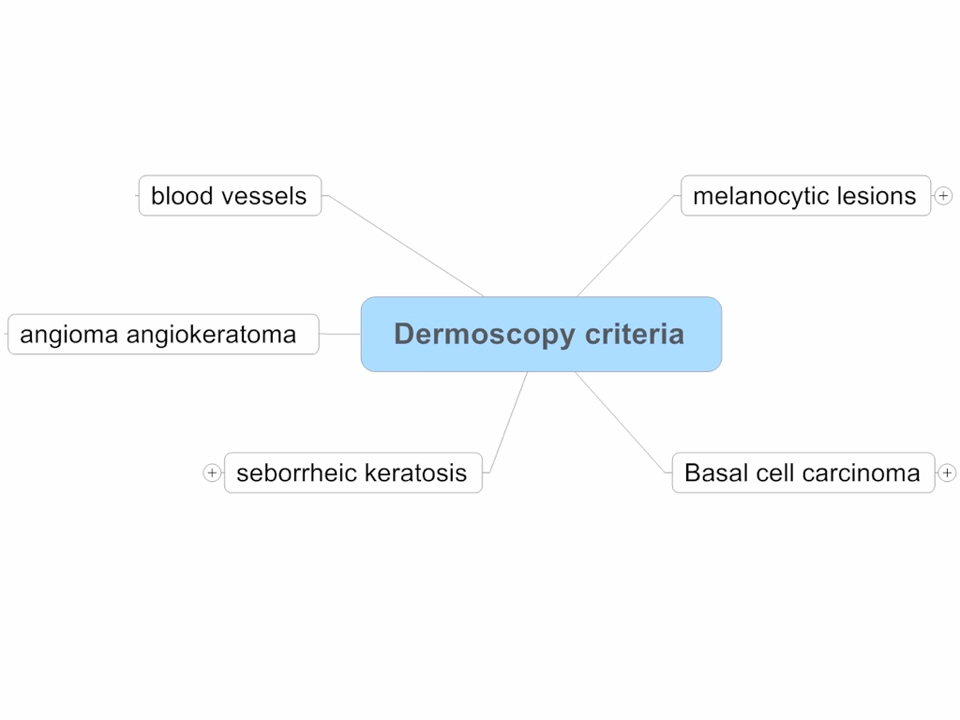 blood vessels
melanocytic lesions
angioma angiokeratoma
Dermoscopy criteria
seborrheic keratosis
Basal cell carcinoma